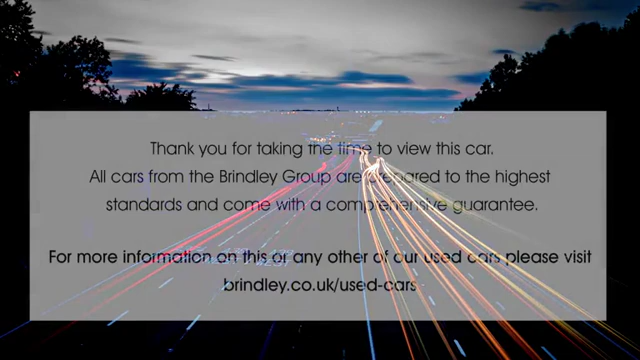 Thank you for taking the time to view this car.
All cars from the Brindley Group are prepared to the highest
standards and come with a comprehensive guarantee.
For more information on this or any other of our used cars please visit
brindley.co.uk/used-cars